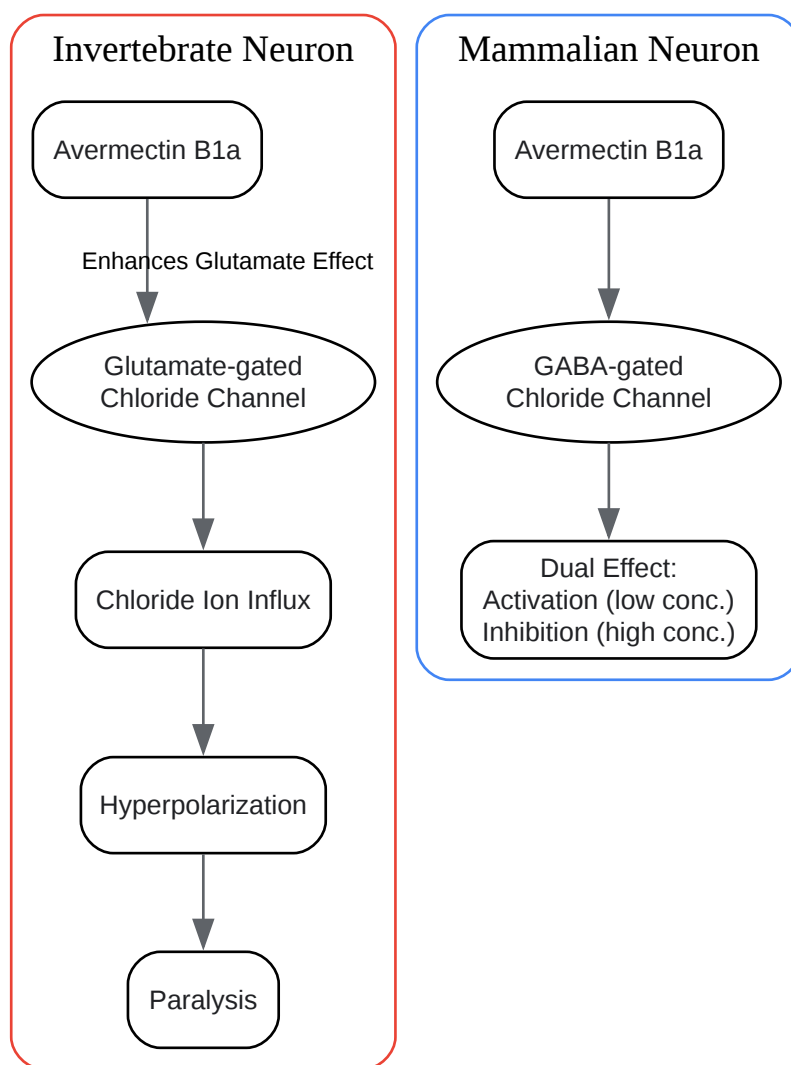 Invertebrate Neuron
Avermectin B1a
Enhances Glutamate Effect
Glutamate-gated
Chloride Channel
Chloride Ion Influx
Hyperpolarization
Paralysis
Mammalian Neuron
Avermectin B1a
GABA-gated
Chloride Channel
Dual Effect:
Activation (low conc.)
Inhibition (high conc.)